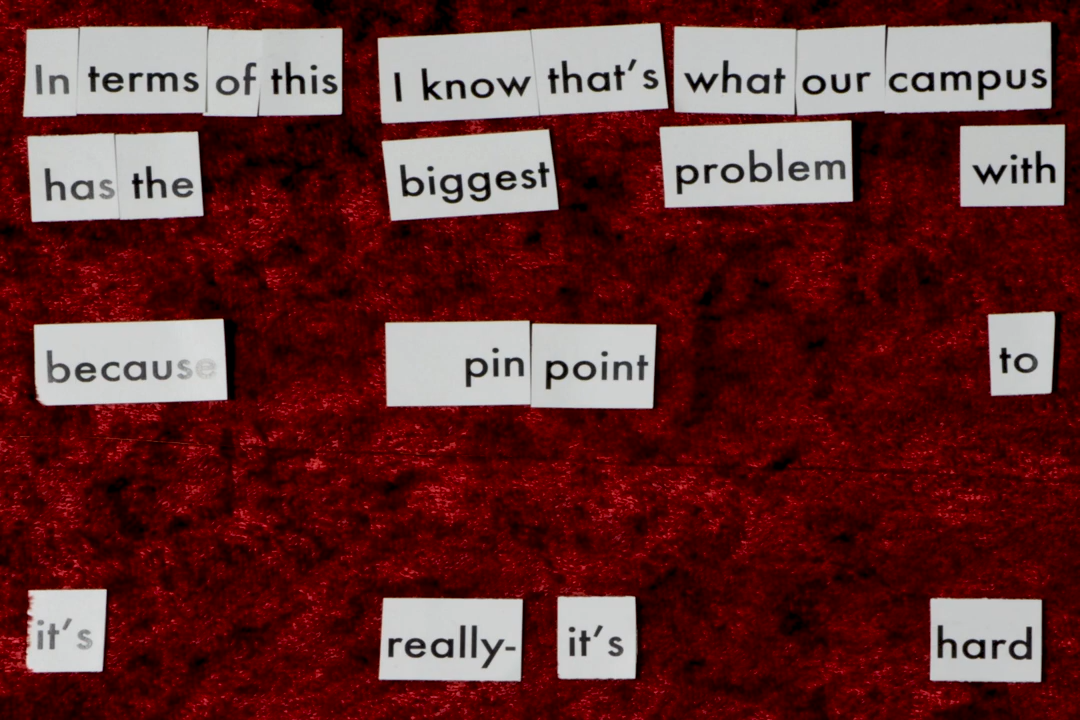 In terms of this I know that's what our campus
has the biggest problem with
because pin point to
it's really- it's hard